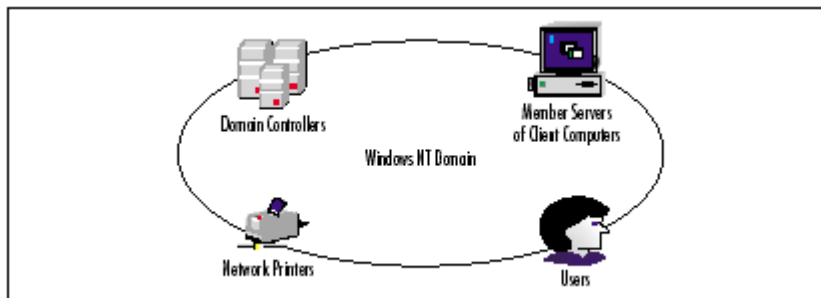 Domain Controllers
Member Servers
of Client Computers
Windows NT Domain
Network Printers
Users